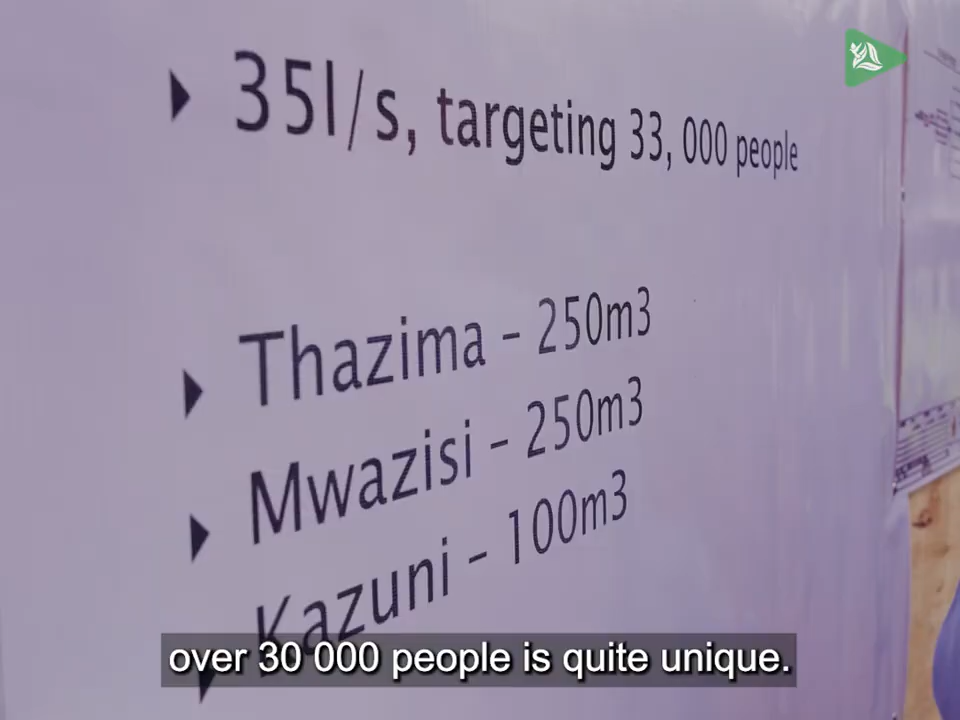 35l/s, targeting 33, 000 people
Thazima – 250m3
Mwazisi – 250m3
Kazuni – 100m3
over 30 000 people is quite unique.